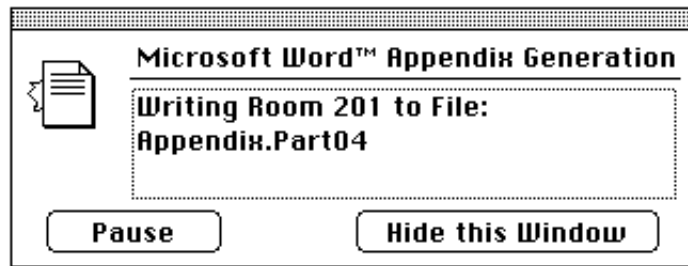 Microsoft Word™ Appendix Generation
Writing Room 201 to File:
Appendix.Part04
Pause
Hide this Window